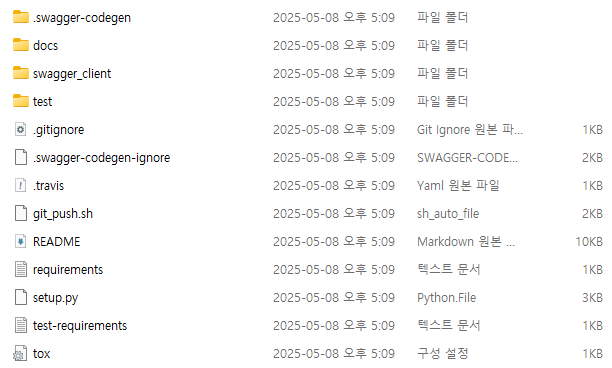 .swagger-codegen 2025-05-08 오후 5:09 파일 폴더
docs 2025-05-08 오후 5:09 파일 폴더
swagger_client 2025-05-08 오후 5:09 파일 폴더
test 2025-05-08 오후 5:09 파일 폴더
.gitignore 2025-05-08 오후 5:09 Git Ignore 원본 파... 1KB
.swagger-codegen-ignore 2025-05-08 오후 5:09 SWAGGER-CODE... 2KB
.travis 2025-05-08 오후 5:09 Yaml 원본 파일 1KB
git_push.sh 2025-05-08 오후 5:09 sh_auto_file 2KB
README 2025-05-08 오후 5:09 Markdown 원본 ... 10KB
requirements 2025-05-08 오후 5:09 텍스트 문서 1KB
setup.py 2025-05-08 오후 5:09 Python.File 3KB
test-requirements 2025-05-08 오후 5:09 텍스트 문서 1KB
tox 2025-05-08 오후 5:09 구성 설정 1KB